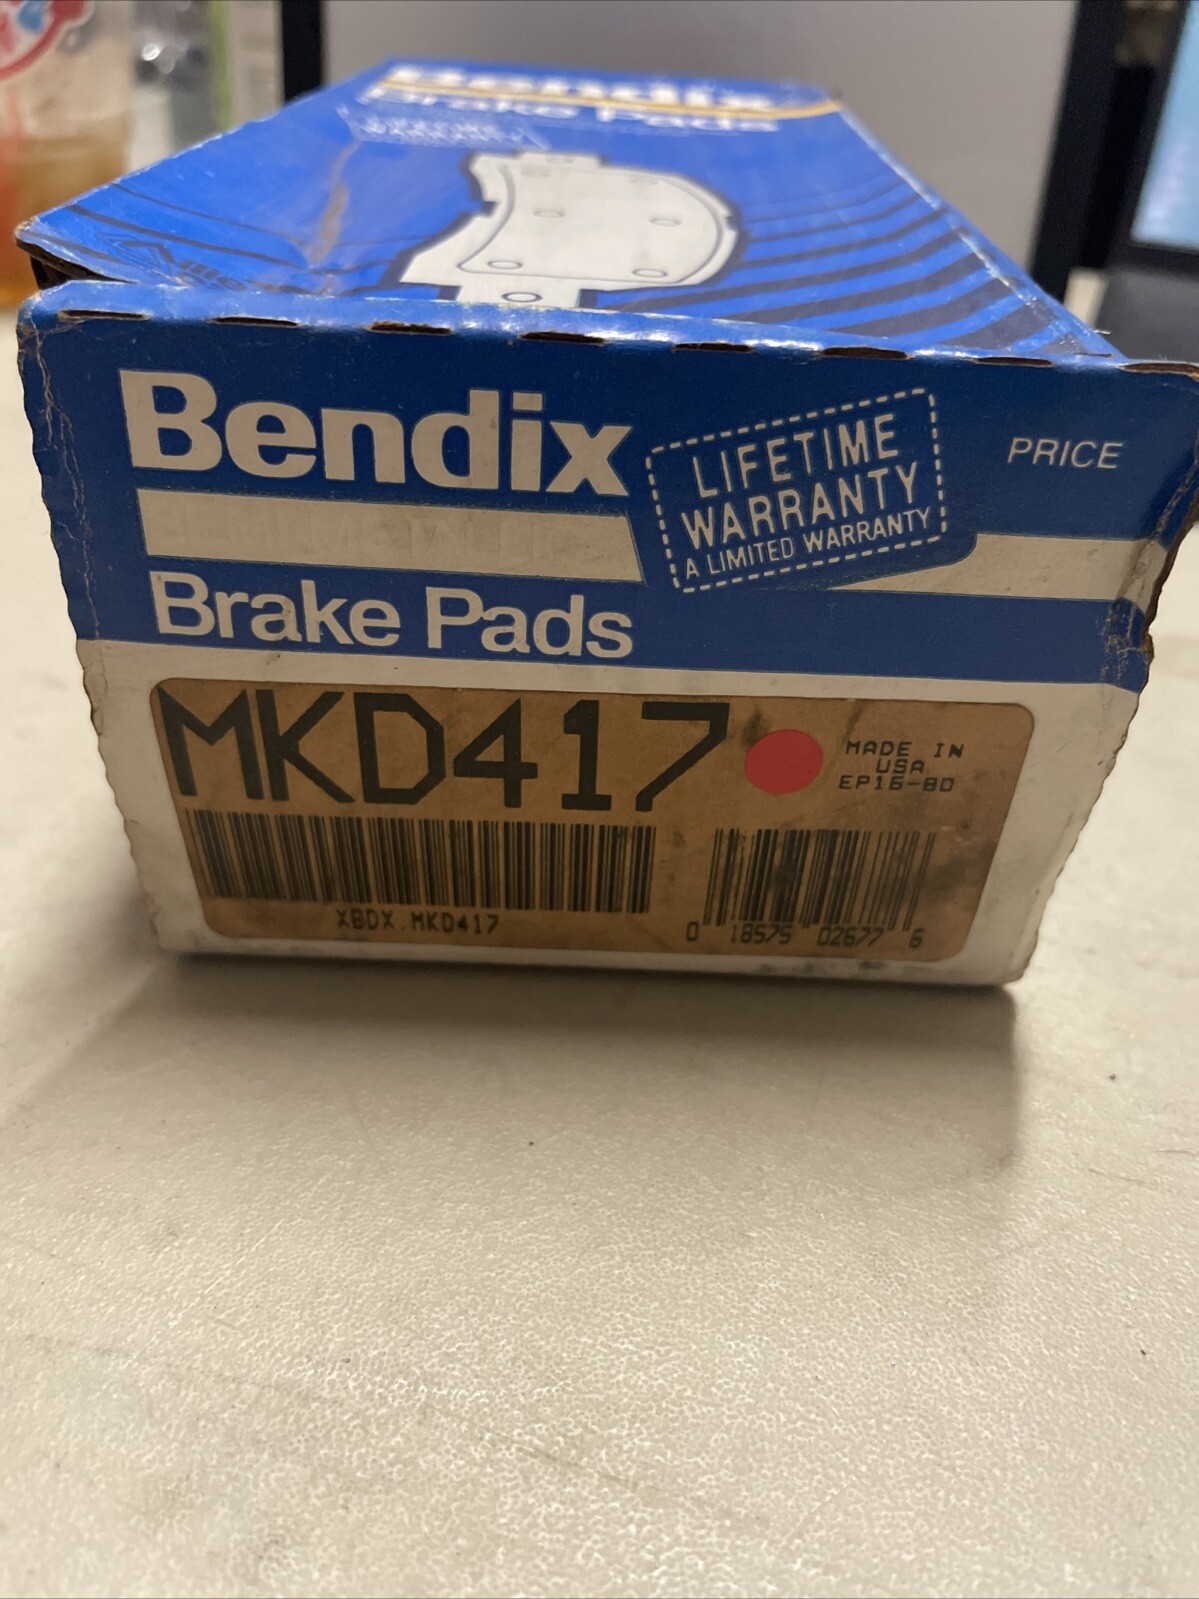 Bendix
Brake Pads
Bendix
Brake Pads
LIFETIME
WARRANTY
A LIMITED WARRANTY
PRICE
MKD417
MADE IN
USA
EP16-80
XBDX.MKD417
0 18575 02677 6